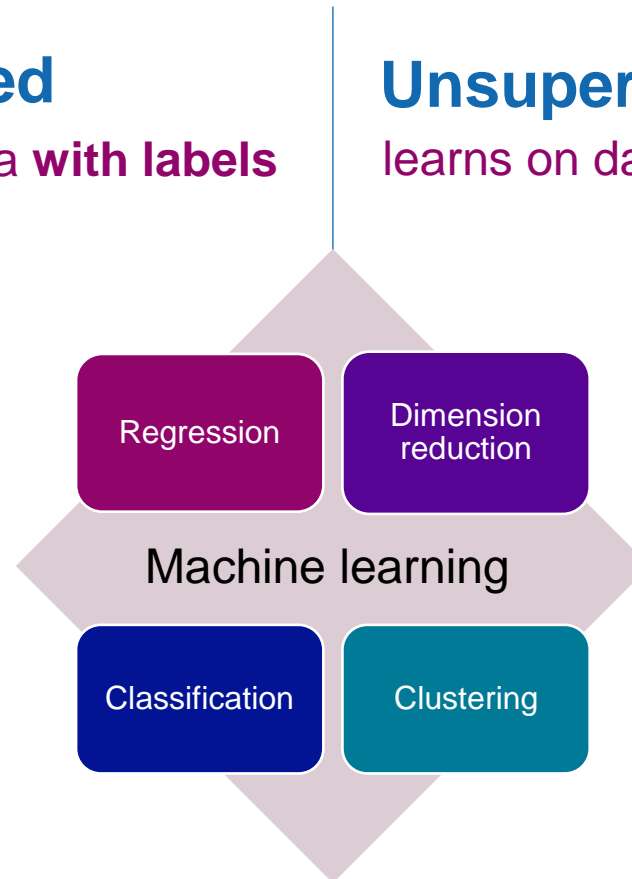 ed
a with labels
Unsuper
learns on da
Regression
Dimension
reduction
Machine learning
Classification
Clustering